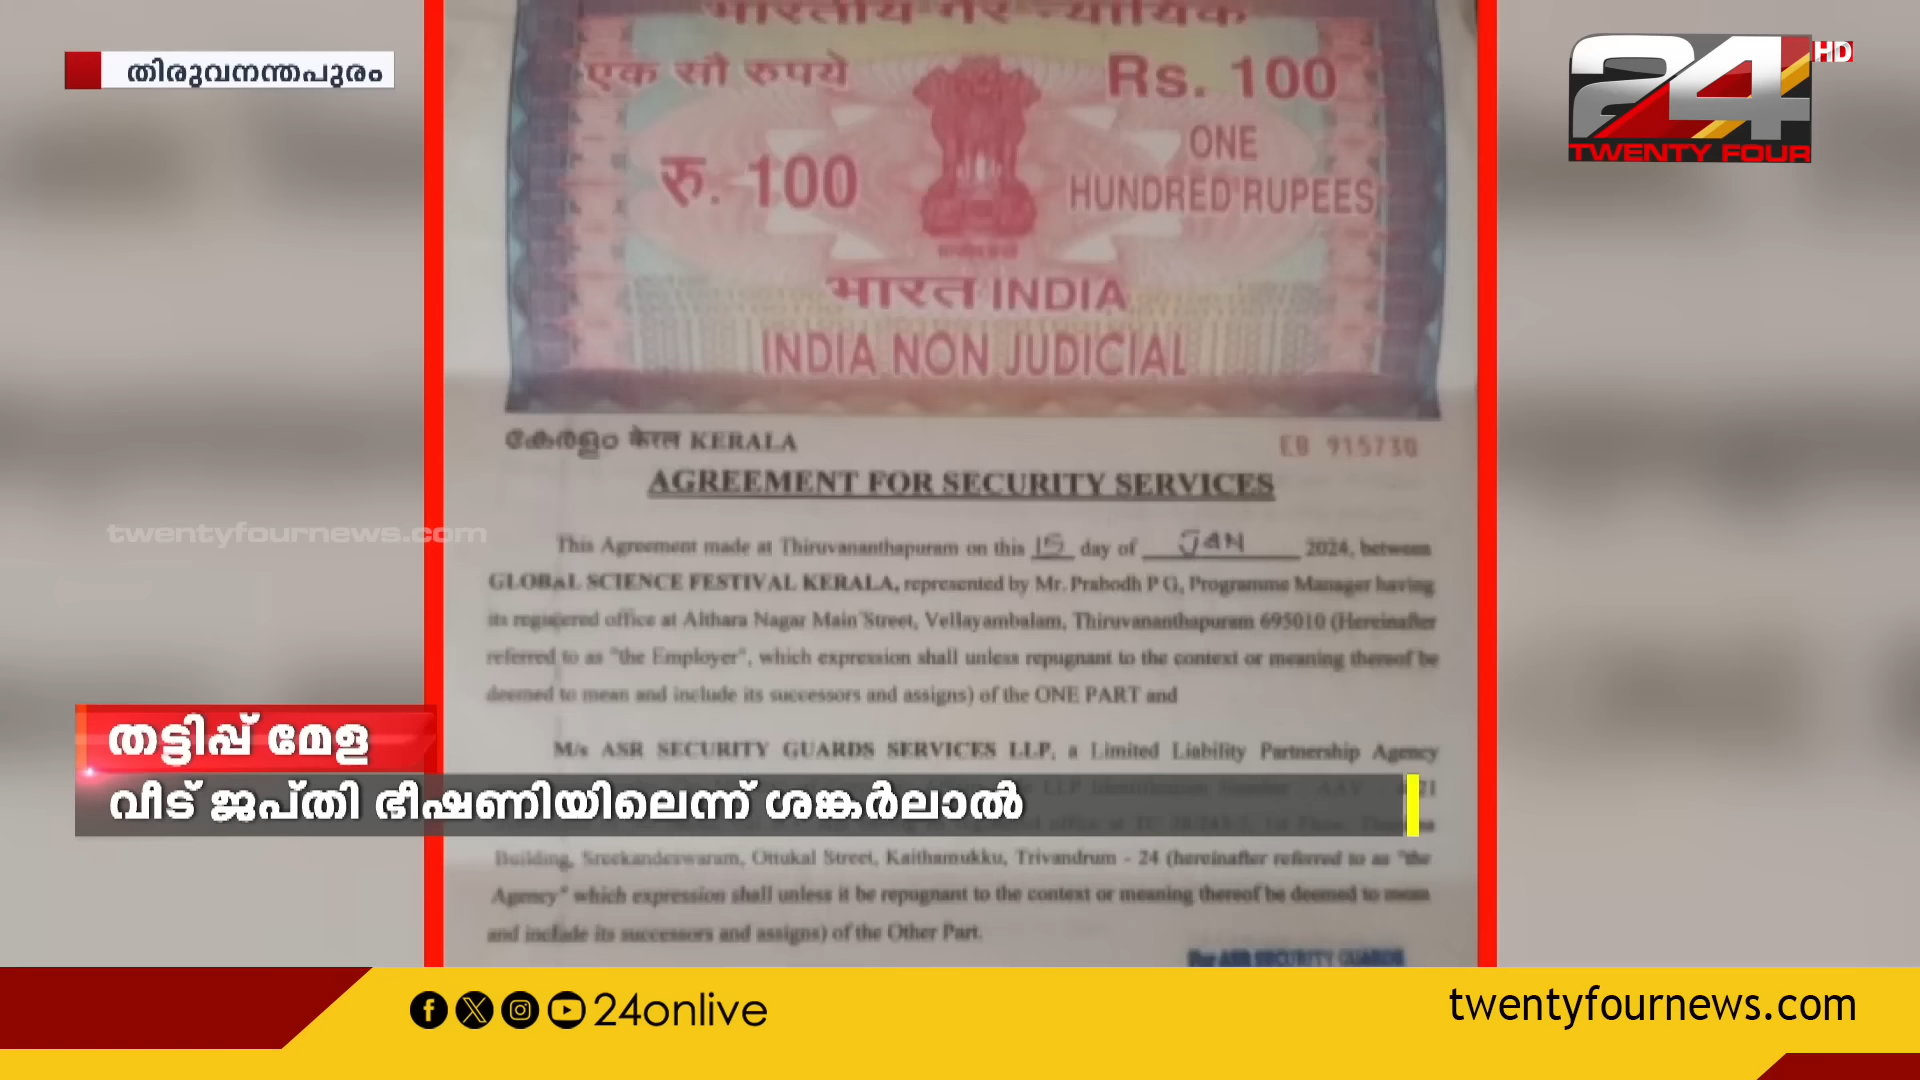 തിരുവനന്തപുരം
24 HD
TWENTY FOUR
भारतीय गैर न्यायिक
एक सौ रुपये
Rs. 100
रु. 100
ONE
HUNDRED RUPEES
भारत INDIA
INDIA NON JUDICIAL
കേരളം केरल KERALA
EB 915730
AGREEMENT FOR SECURITY SERVICES
This Agreement made at Thiruvananthapuram on this 15 day of JAN 2024, between
GLOBAL SCIENCE FESTIVAL KERALA, represented by Mr. Prabodh P G, Programme Manager having
its registered office at Althara Nagar Main Street, Vellayambalam, Thiruvananthapuram 695010 (Hereinafter
referred to as "the Employer", which expression shall unless repugnant to the context or meaning thereof be
deemed to mean and include its successors and assigns) of the ONE PART and
M/s ASR SECURITY GUARDS SERVICES LLP, a Limited Liability Partnership Agency
Building, Sreekandeswaram, Ottukal Street, Kaithamukku, Trivandrum - 24 (hereinafter referred to as "the
Agency" which expression shall unless it be repugnant to the context or meaning thereof be deemed to mean
and include its successors and assigns) of the Other Part.
For ASR SECURITY GUARDS
twentyfournews.com
തട്ടിപ്പ് മേള
വീട് ജപ്തി ഭീഷണിയിലെന്ന് ശങ്കർലാൽ
24onlive
twentyfournews.com